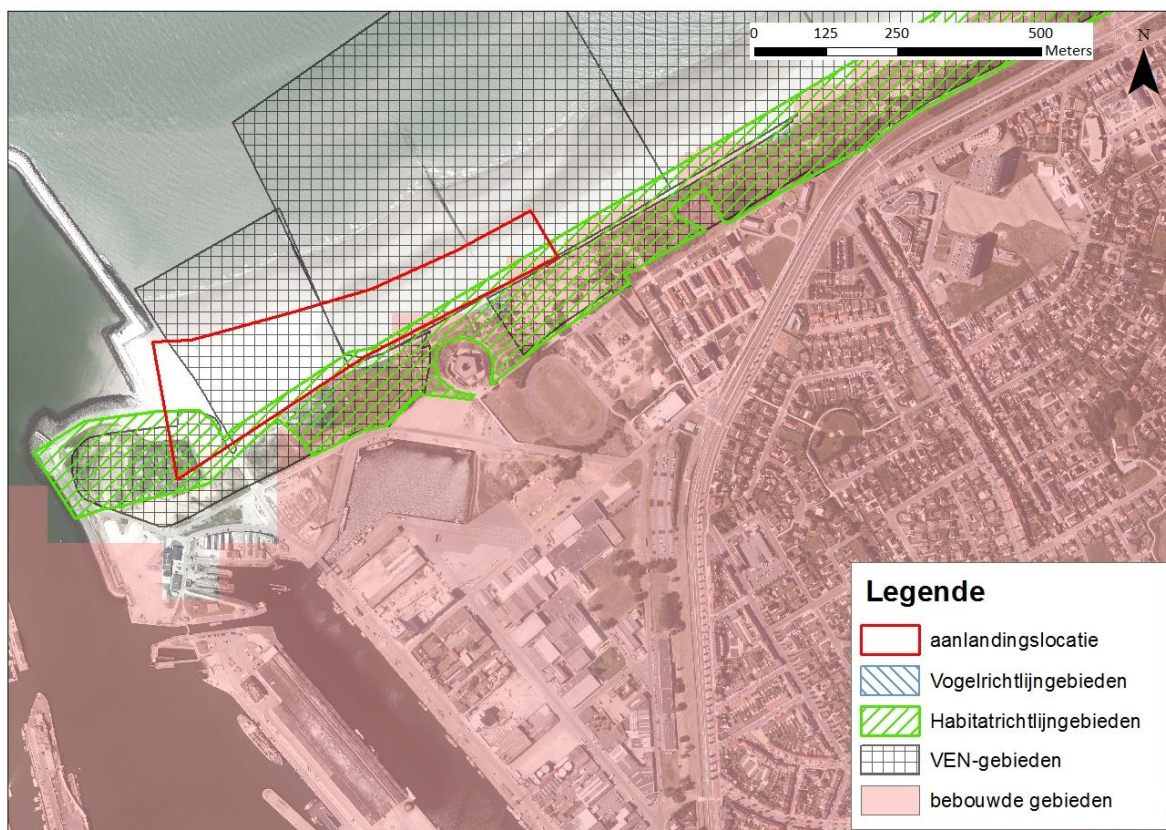 0 125 250 500
Meters
N
Legende
aanlandingslocatie
Vogelrichtlijngebieden
Habitatrichtlijngebieden
VEN-gebieden
bebouwde gebieden